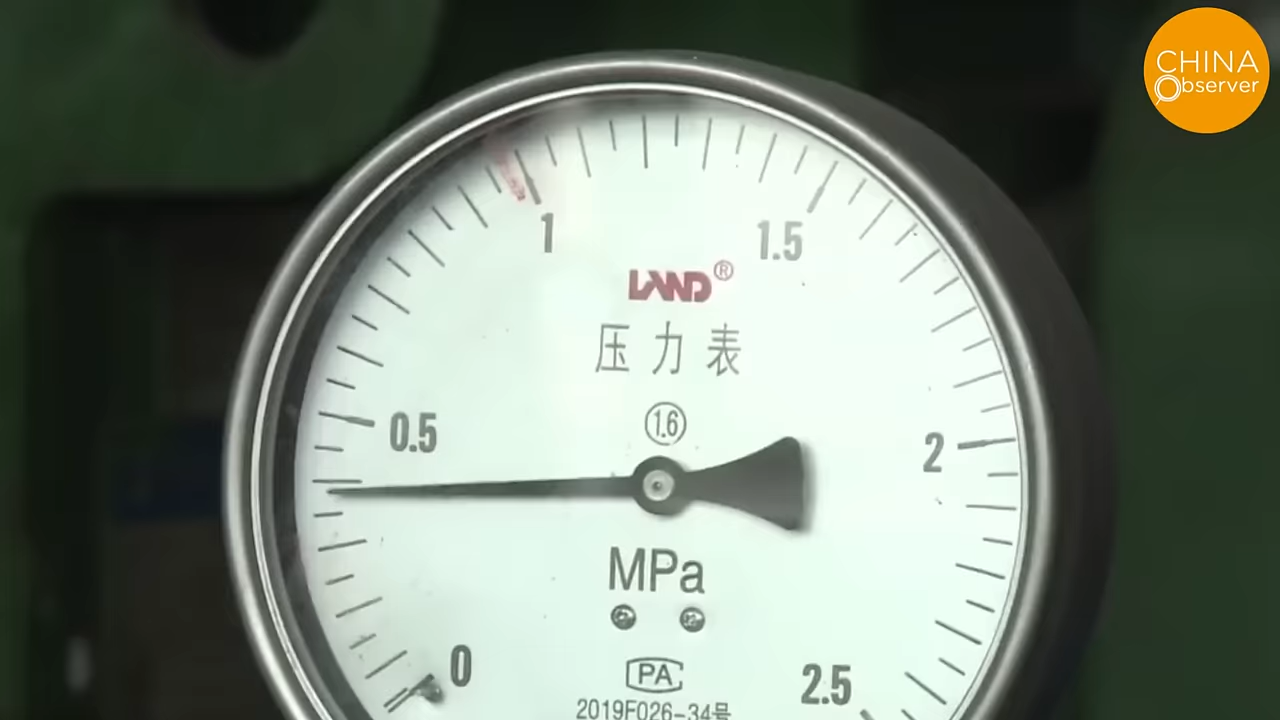 CHINA
Observer
1
1.5
LAND®
压力表
1.6
0.5
2
MPa
0
2.5
PA
2019F026-34号